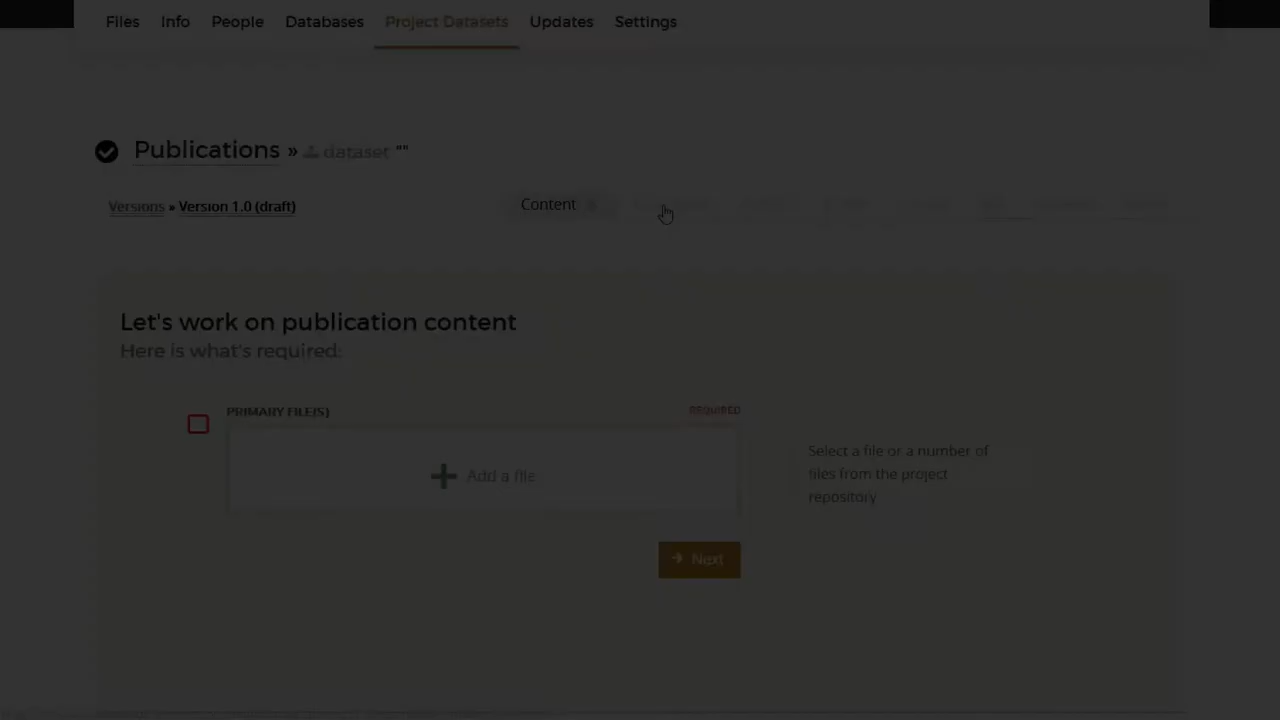 Files Info People Databases Project Datasets Updates Settings
Publications » dataset ""
Versions » Version 1.0 (draft) Content
Let's work on publication content
Here is what's required:
PRIMARY FILE(S) REQUIRED
Add a file
Select a file or a number of
files from the project
repository
Next